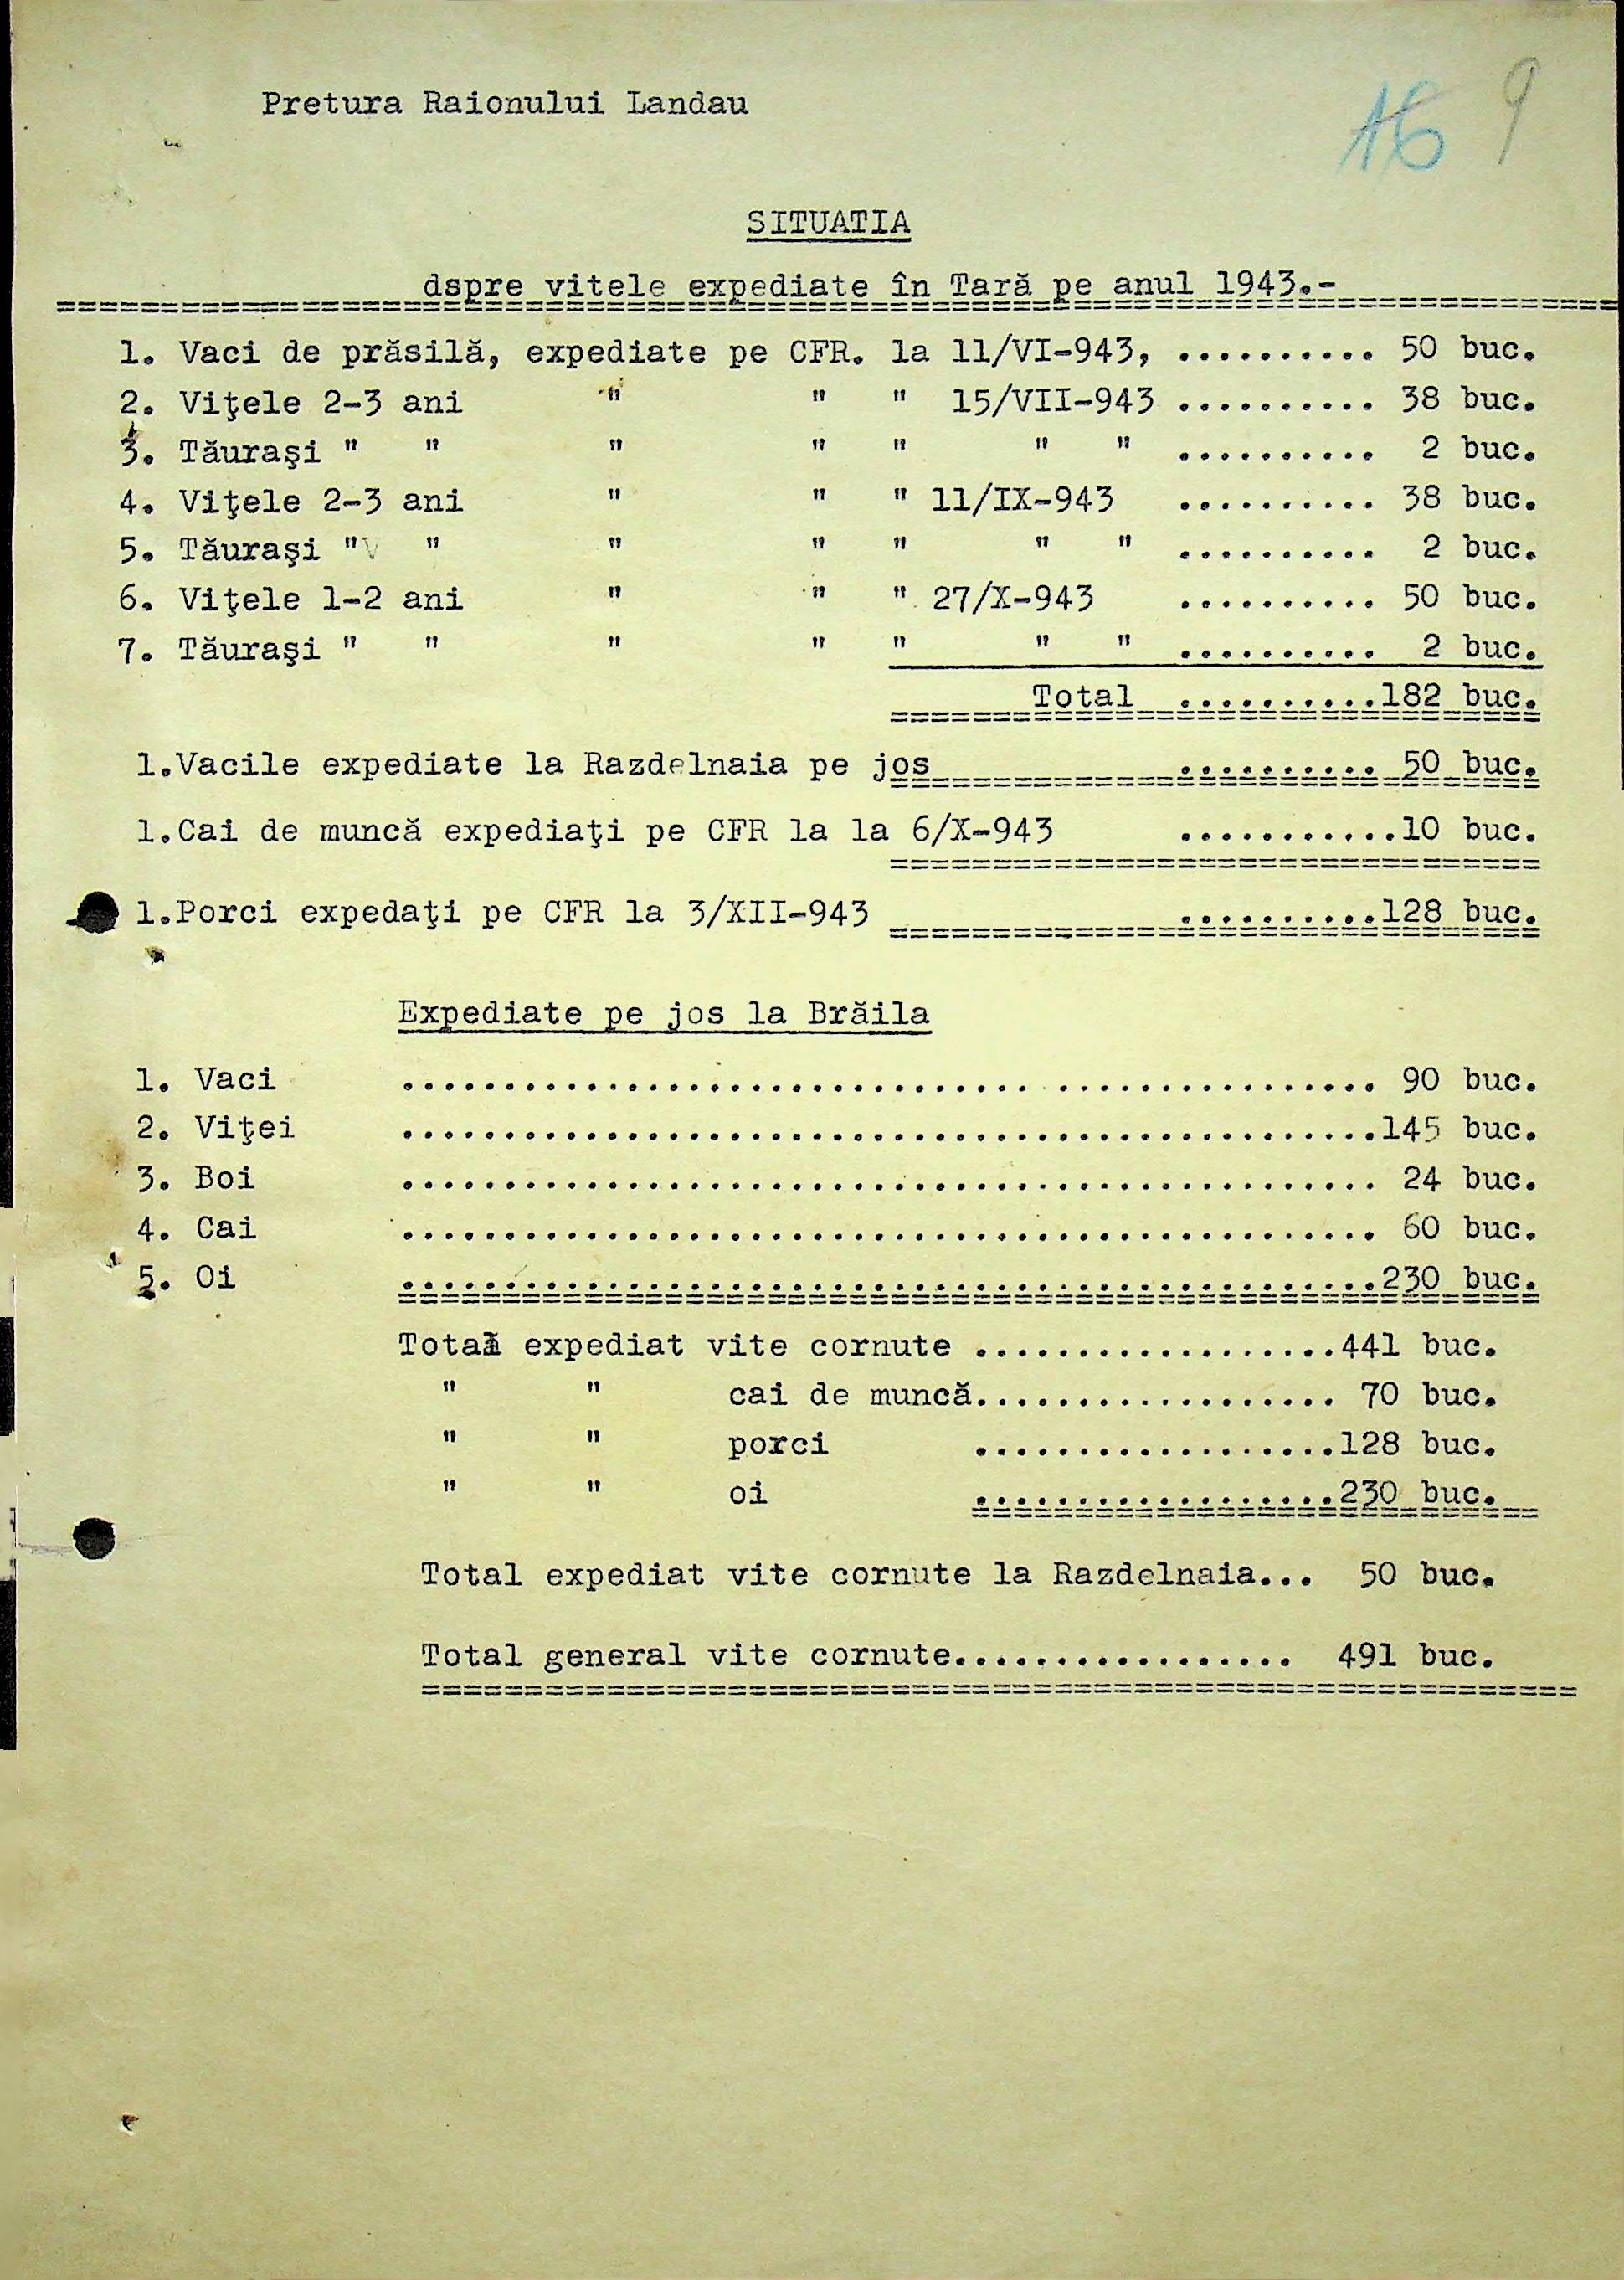 Pretura Raionului Landau
16 9
SITUATIA
dspre vitele expediate în Tară pe anul 1943.-
1. Vaci de prăsilă, expediate pe CFR. la 11/VI-943, .......... 50 buc.
2. Viţele 2-3 ani " " " 15/VII-943 .......... 38 buc.
3. Tăuraşi " " " " " " " .......... 2 buc.
4. Viţele 2-3 ani " " " 11/IX-943 .......... 38 buc.
5. Tăuraşi " " " " " " " .......... 2 buc.
6. Viţele 1-2 ani " " " 27/X-943 .......... 50 buc.
7. Tăuraşi " " " " " " " .......... 2 buc.
Total ..........182 buc.
1.Vacile expediate la Razdelnaia pe jos .......... 50 buc.
1.Cai de muncă expediaţi pe CFR la la 6/X-943 ...........10 buc.
1.Porci expedaţi pe CFR la 3/XII-943 ..........128 buc.
Expediate pe jos la Brăila
1. Vaci ................................................ 90 buc.
2. Viţei ................................................145 buc.
3. Boi ................................................ 24 buc.
4. Cai ................................................ 60 buc.
5. Oi ................................................230 buc.
Total expediat vite cornute ..................441 buc.
" " cai de muncă.................. 70 buc.
" " porci ..................128 buc.
" " oi ..................230 buc.
Total expediat vite cornute la Razdelnaia... 50 buc.
Total general vite cornute................. 491 buc.